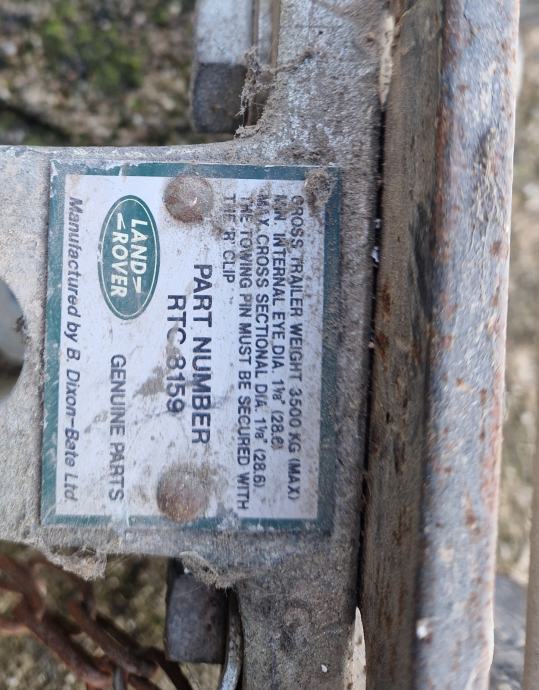 GROSS TRAILER WEIGHT 3500 KG (MAX)
MIN. INTERNAL EYE DIA. 1⅛" (28.6)
MAX. CROSS SECTIONAL DIA. 1⅛" (28.6)
THE TOWING PIN MUST BE SECURED WITH
THE 'R' CLIP
PART NUMBER
RTC 8159
LAND
ROVER
GENUINE PARTS
Manufactured by B. Dixon-Bate Ltd